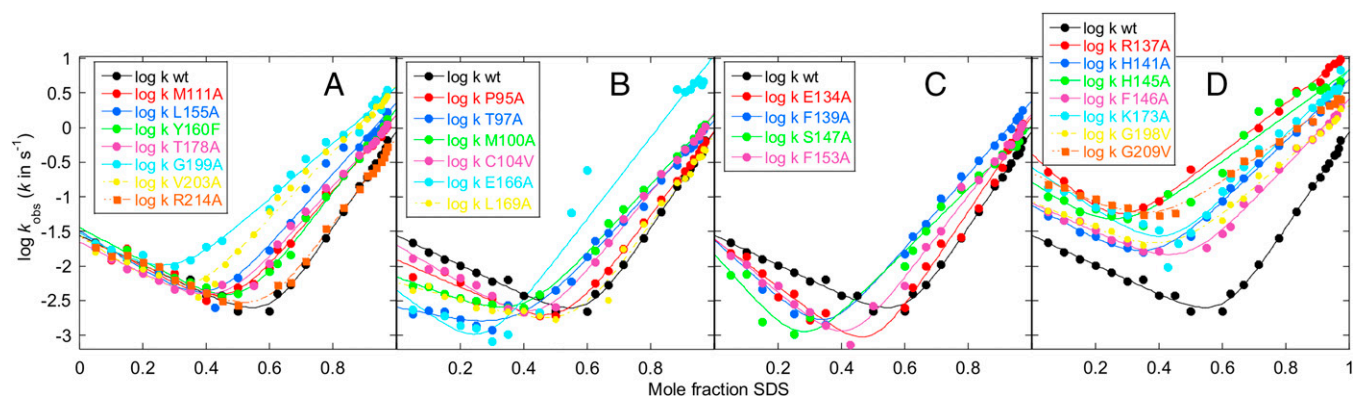 A
B
C
D
log k wt
log k M111A
log k L155A
log k Y160F
log k T178A
log k G199A
log k V203A
log k R214A
log k wt
log k P95A
log k T97A
log k M100A
log k C104V
log k E166A
log k L169A
log k wt
log k E134A
log k F139A
log k S147A
log k F153A
log k wt
log k R137A
log k H141A
log k H145A
log k F146A
log k K173A
log k G198V
log k G209V
log k obs (k in s⁻¹)
1
0.5
0
-0.5
-1
-1.5
-2
-2.5
-3
0 0.2 0.4 0.6 0.8 0.2 0.4 0.6 0.8 0.2 0.4 0.6 0.8 0.2 0.4 0.6 0.8 1
Mole fraction SDS